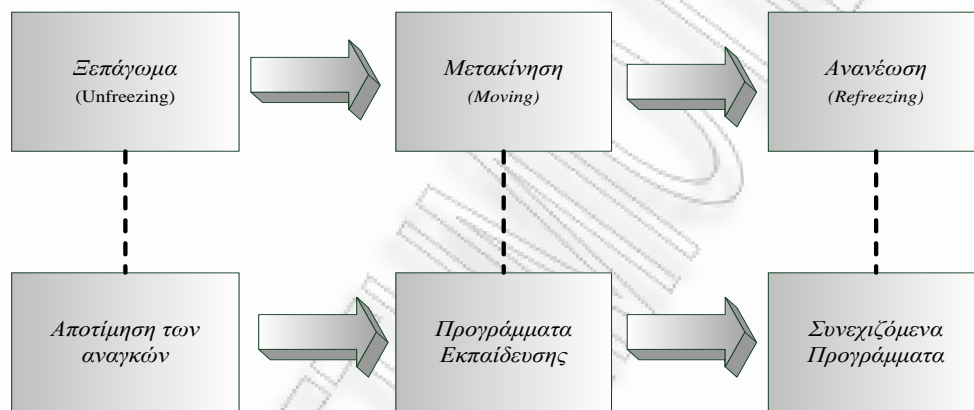 Ξεπάγωμα
(Unfreezing)
Μετακίνηση
(Moving)
Ανανέωση
(Refreezing)
Αποτίμηση των
αναγκών
Προγράμματα
Εκπαίδευσης
Συνεχιζόμενα
Προγράμματα